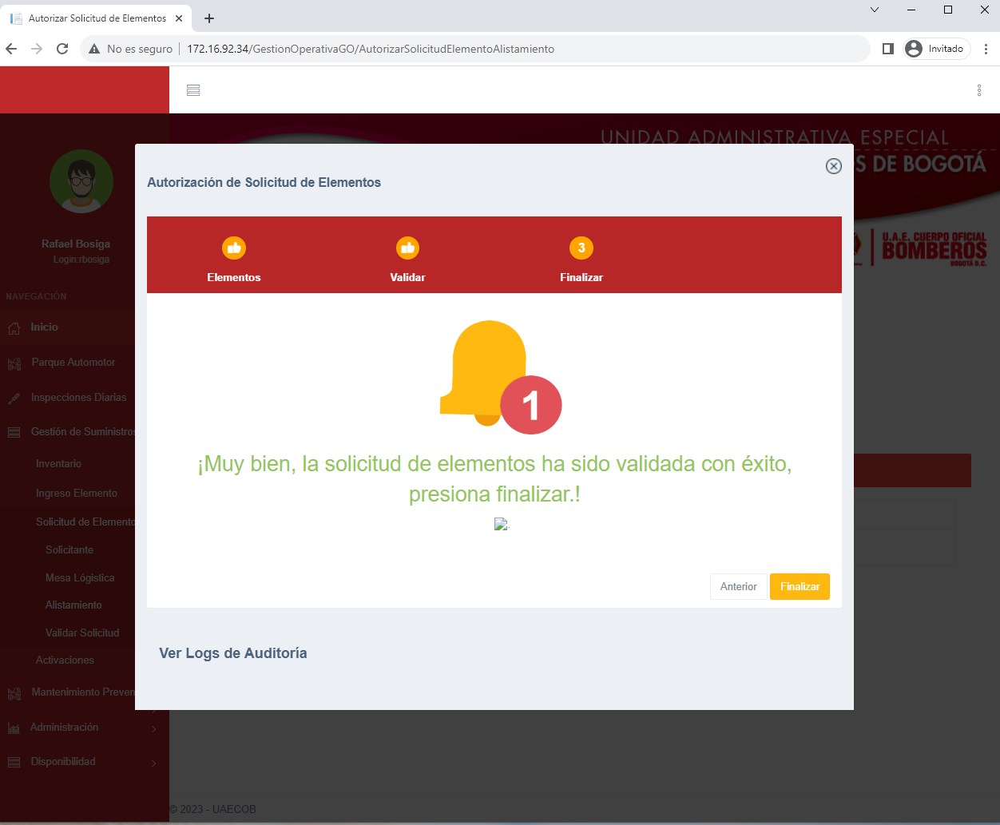 Autorizar Solicitud de Elementos
No es seguro
172.16.92.34/GestionOperativaGO/AutorizarSolicitudElementoAlistamiento
Invitado
UNIDAD ADMINISTRATIVA ESPECIAL
S DE BOGOTÁ
U.A.E. CUERPO OFICIAL
BOMBEROS
BOGOTÁ D.C.
Rafael Bosiga
Login:rbosiga
NAVEGACIÓN
Inicio
Parque Automotor
Inspecciones Diarias
Gestión de Suministros
Inventario
Ingreso Elemento
Solicitud de Elemento
Solicitante
Mesa Lógistica
Alistamiento
Validar Solicitud
Activaciones
Mantenimiento Preven
Administración
Disponibilidad
Autorización de Solicitud de Elementos
Elementos
Validar
3
Finalizar
1
¡Muy bien, la solicitud de elementos ha sido validada con éxito,
presiona finalizar.!
Anterior
Finalizar
Ver Logs de Auditoría
© 2023 - UAECOB